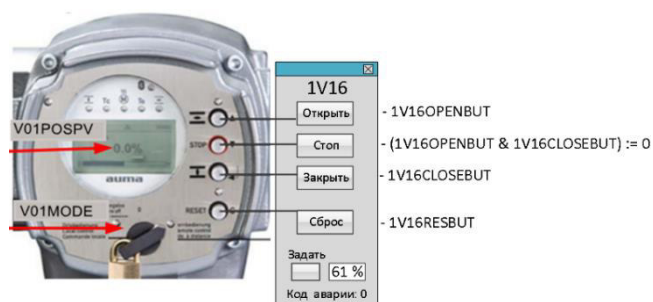 1V16
Открыть
- 1V16OPENBUT
V01POSPV
STOP
Стоп
- (1V16OPENBUT & 1V16CLOSEBUT) := 0
0.0%
auma
Закрыть
- 1V16CLOSEBUT
V01MODE
RESET
Сброс
- 1V16RESBUT
Задать
61 %
Код аварии: 0